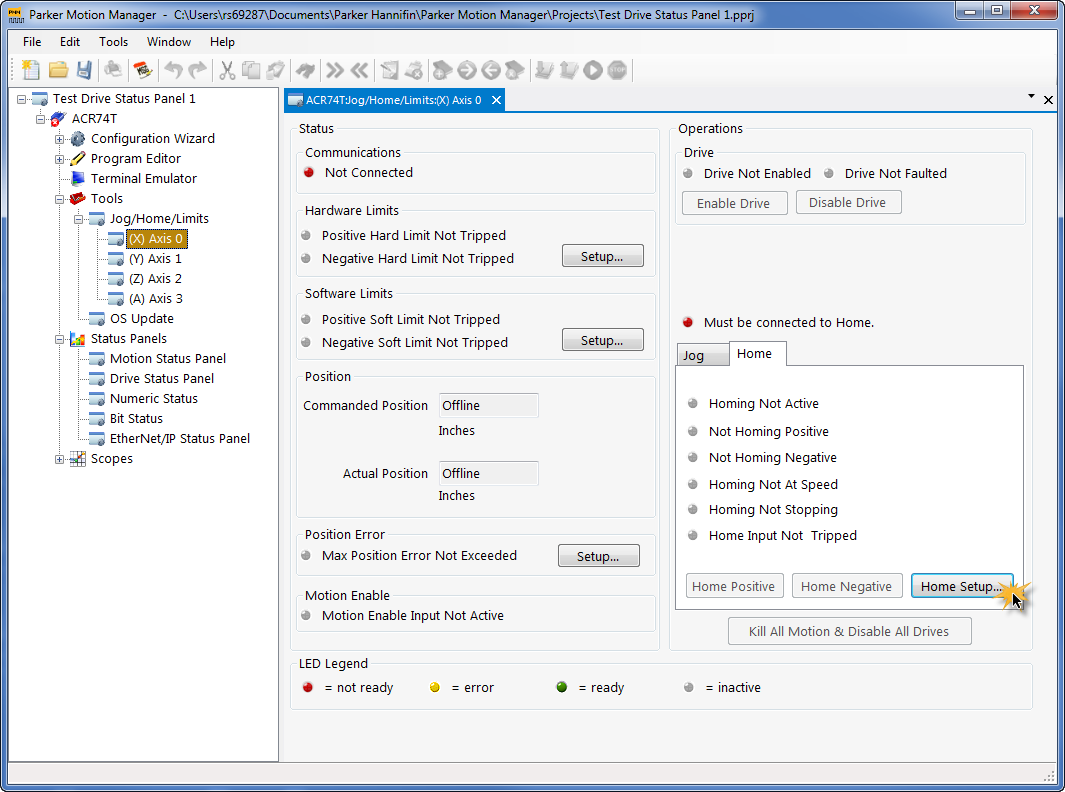 Parker Motion Manager - C:\Users\rs69287\Documents\Parker Hannifin\Parker Motion Manager\Projects\Test Drive Status Panel 1.pprj
File Edit Tools Window Help
Test Drive Status Panel 1
ACR74T
Configuration Wizard
Program Editor
Terminal Emulator
Tools
Jog/Home/Limits
(X) Axis 0
(Y) Axis 1
(Z) Axis 2
(A) Axis 3
OS Update
Status Panels
Motion Status Panel
Drive Status Panel
Numeric Status
Bit Status
EtherNet/IP Status Panel
Scopes
ACR74T:Jog/Home/Limits:(X) Axis 0
Status
Communications
Not Connected
Hardware Limits
Positive Hard Limit Not Tripped
Negative Hard Limit Not Tripped
Setup...
Software Limits
Positive Soft Limit Not Tripped
Negative Soft Limit Not Tripped
Setup...
Position
Commanded Position Offline
Inches
Actual Position Offline
Inches
Position Error
Max Position Error Not Exceeded
Setup...
Motion Enable
Motion Enable Input Not Active
Operations
Drive
Drive Not Enabled Drive Not Faulted
Enable Drive Disable Drive
Must be connected to Home.
Jog Home
Homing Not Active
Not Homing Positive
Not Homing Negative
Homing Not At Speed
Homing Not Stopping
Home Input Not Tripped
Home Positive Home Negative Home Setup...
Kill All Motion & Disable All Drives
LED Legend
= not ready = error = ready = inactive